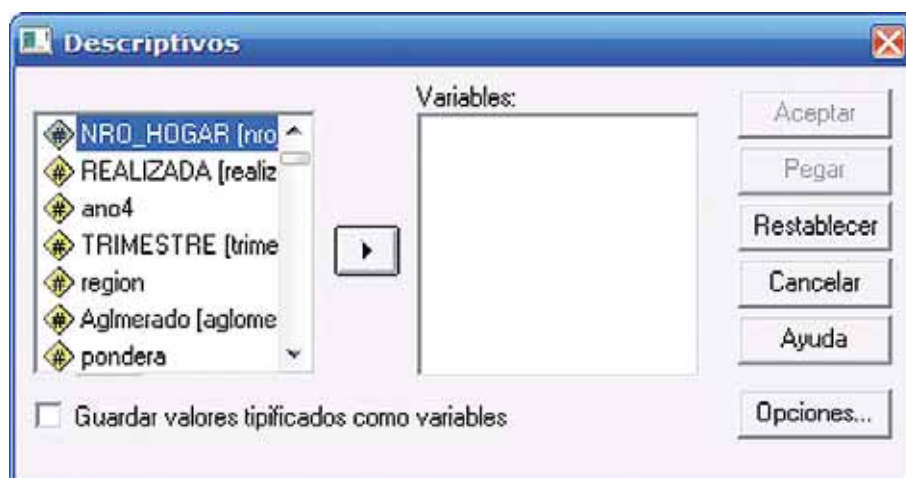 Descriptivos
NRO_HOGAR [nro
REALIZADA [realiz
ano4
TRIMESTRE [trime
region
Aglmerado [aglome
pondera
Variables:
Aceptar
Pegar
Restablecer
Cancelar
Ayuda
Opciones...
Guardar valores tipificados como variables